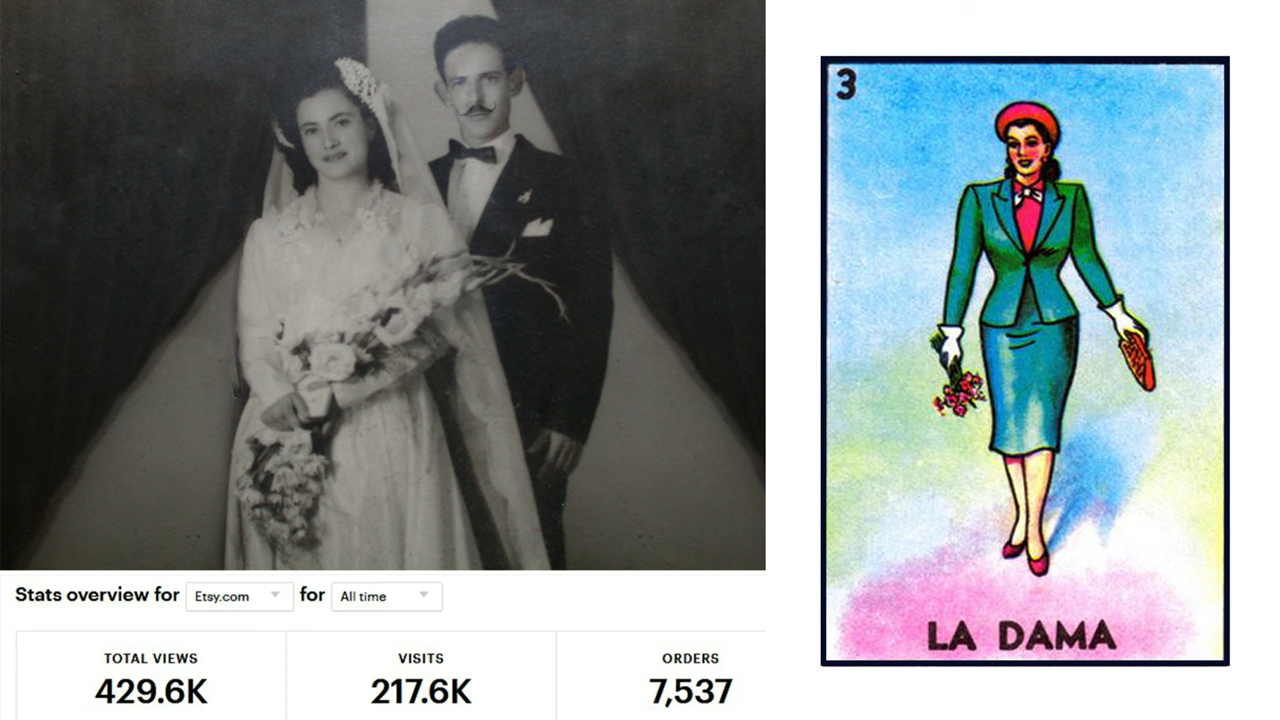 Stats overview for Etsy.com for All time
TOTAL VIEWS VISITS ORDERS
429.6K 217.6K 7,537
3
LA DAMA